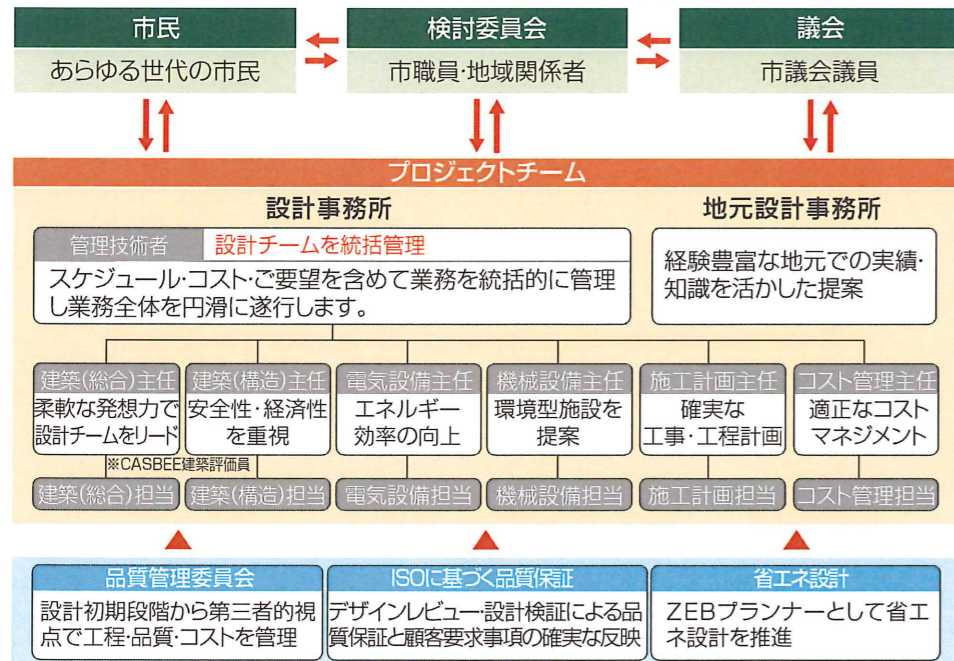 市民
検討委員会
議会
あらゆる世代の市民
市職員・地域関係者
市議会議員
プロジェクトチーム
設計事務所
地元設計事務所
管理技術者
設計チームを統括管理
スケジュール・コスト・ご要望を含めて業務を統括的に管理
し業務全体を円滑に遂行します。
経験豊富な地元での実績・
知識を活かした提案
建築(総合)主任
柔軟な発想力で
設計チームをリード
※CASBEE建築評価員
建築(構造)主任
安全性・経済性
を重視
電気設備主任
エネルギー
効率の向上
機械設備主任
環境型施設を
提案
施工計画主任
確実な
工事・工程計画
コスト管理主任
適正なコスト
マネジメント
建築(総合)担当
建築(構造)担当
電気設備担当
機械設備担当
施工計画担当
コスト管理担当
品質管理委員会
設計初期段階から第三者的視
点で工程・品質・コストを管理
ISOに基づく品質保証
デザインレビュー・設計検証による品
質保証と顧客要求事項の確実な反映
省エネ設計
ZEBプランナーとして省エ
ネ設計を推進